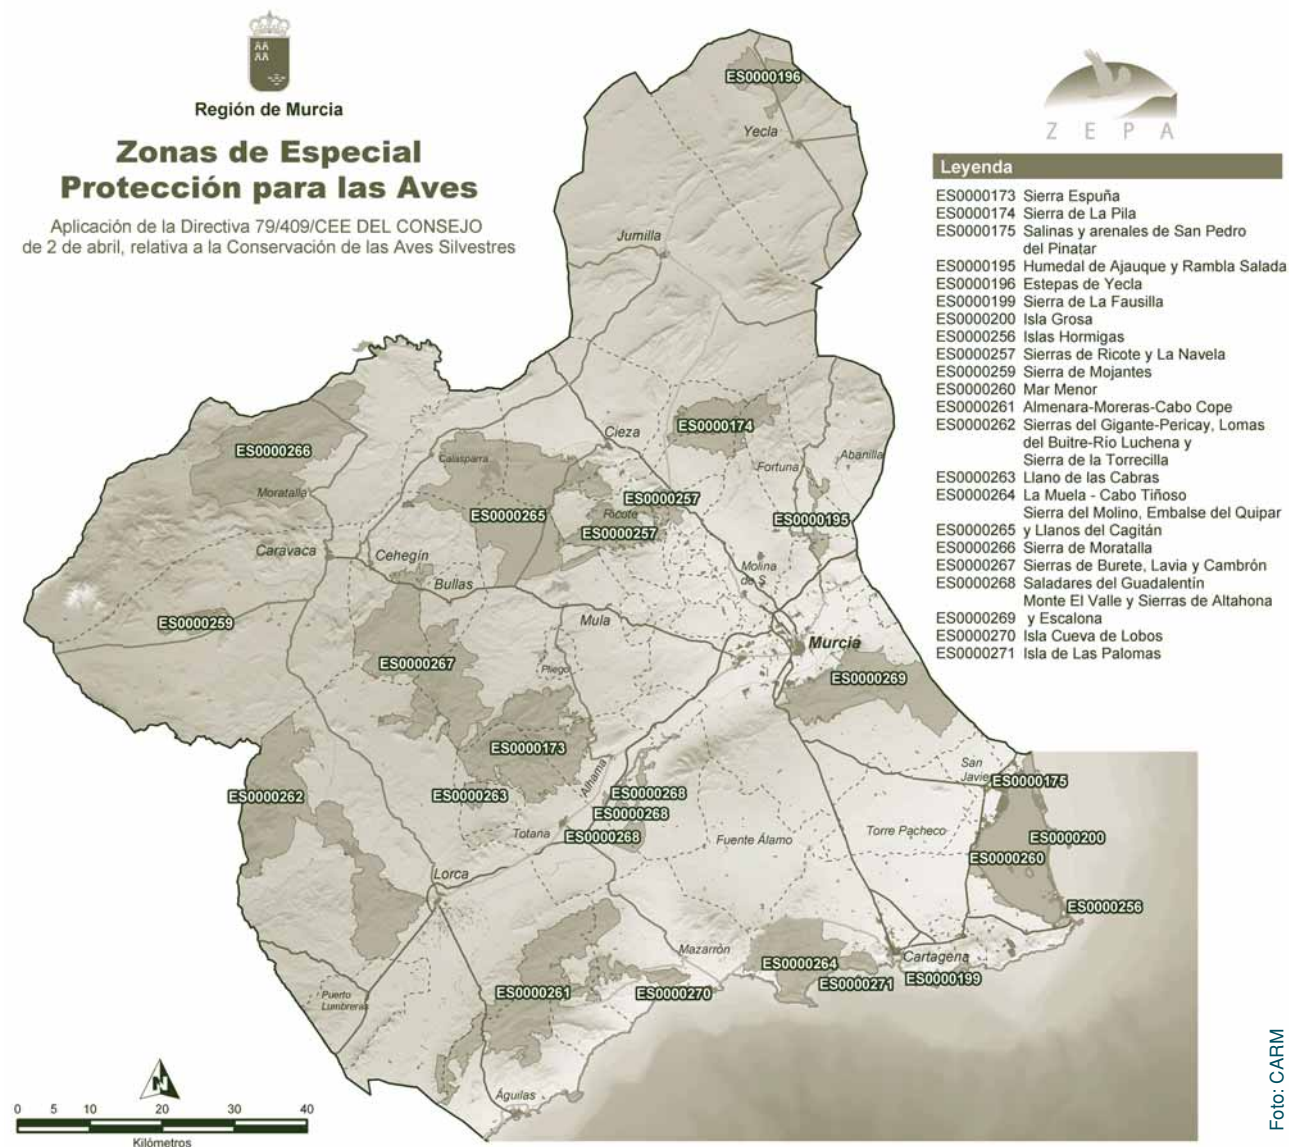 Región de Murcia
Zonas de Especial
Protección para las Aves
Aplicación de la Directiva 79/409/CEE DEL CONSEJO
de 2 de abril, relativa a la Conservación de las Aves Silvestres
ZEPA
Leyenda
ES0000173 Sierra Espuña
ES0000174 Sierra de La Pila
ES0000175 Salinas y arenales de San Pedro
del Pinatar
ES0000195 Humedal de Ajauque y Rambla Salada
ES0000196 Estepas de Yecla
ES0000199 Sierra de La Fausilla
ES0000200 Isla Grosa
ES0000256 Islas Hormigas
ES0000257 Sierras de Ricote y La Navela
ES0000259 Sierra de Mojantes
ES0000260 Mar Menor
ES0000261 Almenara-Moreras-Cabo Cope
ES0000262 Sierras del Gigante-Pericay, Lomas
del Buitre-Río Luchena y
Sierra de la Torrecilla
ES0000263 Llano de las Cabras
ES0000264 La Muela - Cabo Tiñoso
Sierra del Molino, Embalse del Quipar
ES0000265 y Llanos del Cagitán
ES0000266 Sierra de Moratalla
ES0000267 Sierras de Burete, Lavia y Cambrón
ES0000268 Saladares del Guadalentín
Monte El Valle y Sierras de Altahona
ES0000269 y Escalona
ES0000270 Isla Cueva de Lobos
ES0000271 Isla de Las Palomas
ES0000196
Yecla
Jumilla
ES0000174
Cieza
ES0000266
Calasparra
Fortuna
Abanilla
Moratalla
ES0000257
Ricote
ES0000265
ES0000195
ES0000257
Caravaca
Cehegín
Molina
de S.
Bullas
ES0000259
Mula
Murcia
ES0000267
Pliego
ES0000269
ES0000173
San
Javier
ES0000175
Alhama
ES0000262
ES0000263
ES0000268
ES0000268
ES0000268
Totana
Fuente Álamo
Torre Pacheco
ES0000200
ES0000260
Lorca
ES0000256
Mazarrón
Cartagena
ES0000264
ES0000199
ES0000271
ES0000261
ES0000270
Puerto
Lumbreras
Águilas
N
0 5 10 20 30 40
Kilómetros
Foto: CARM